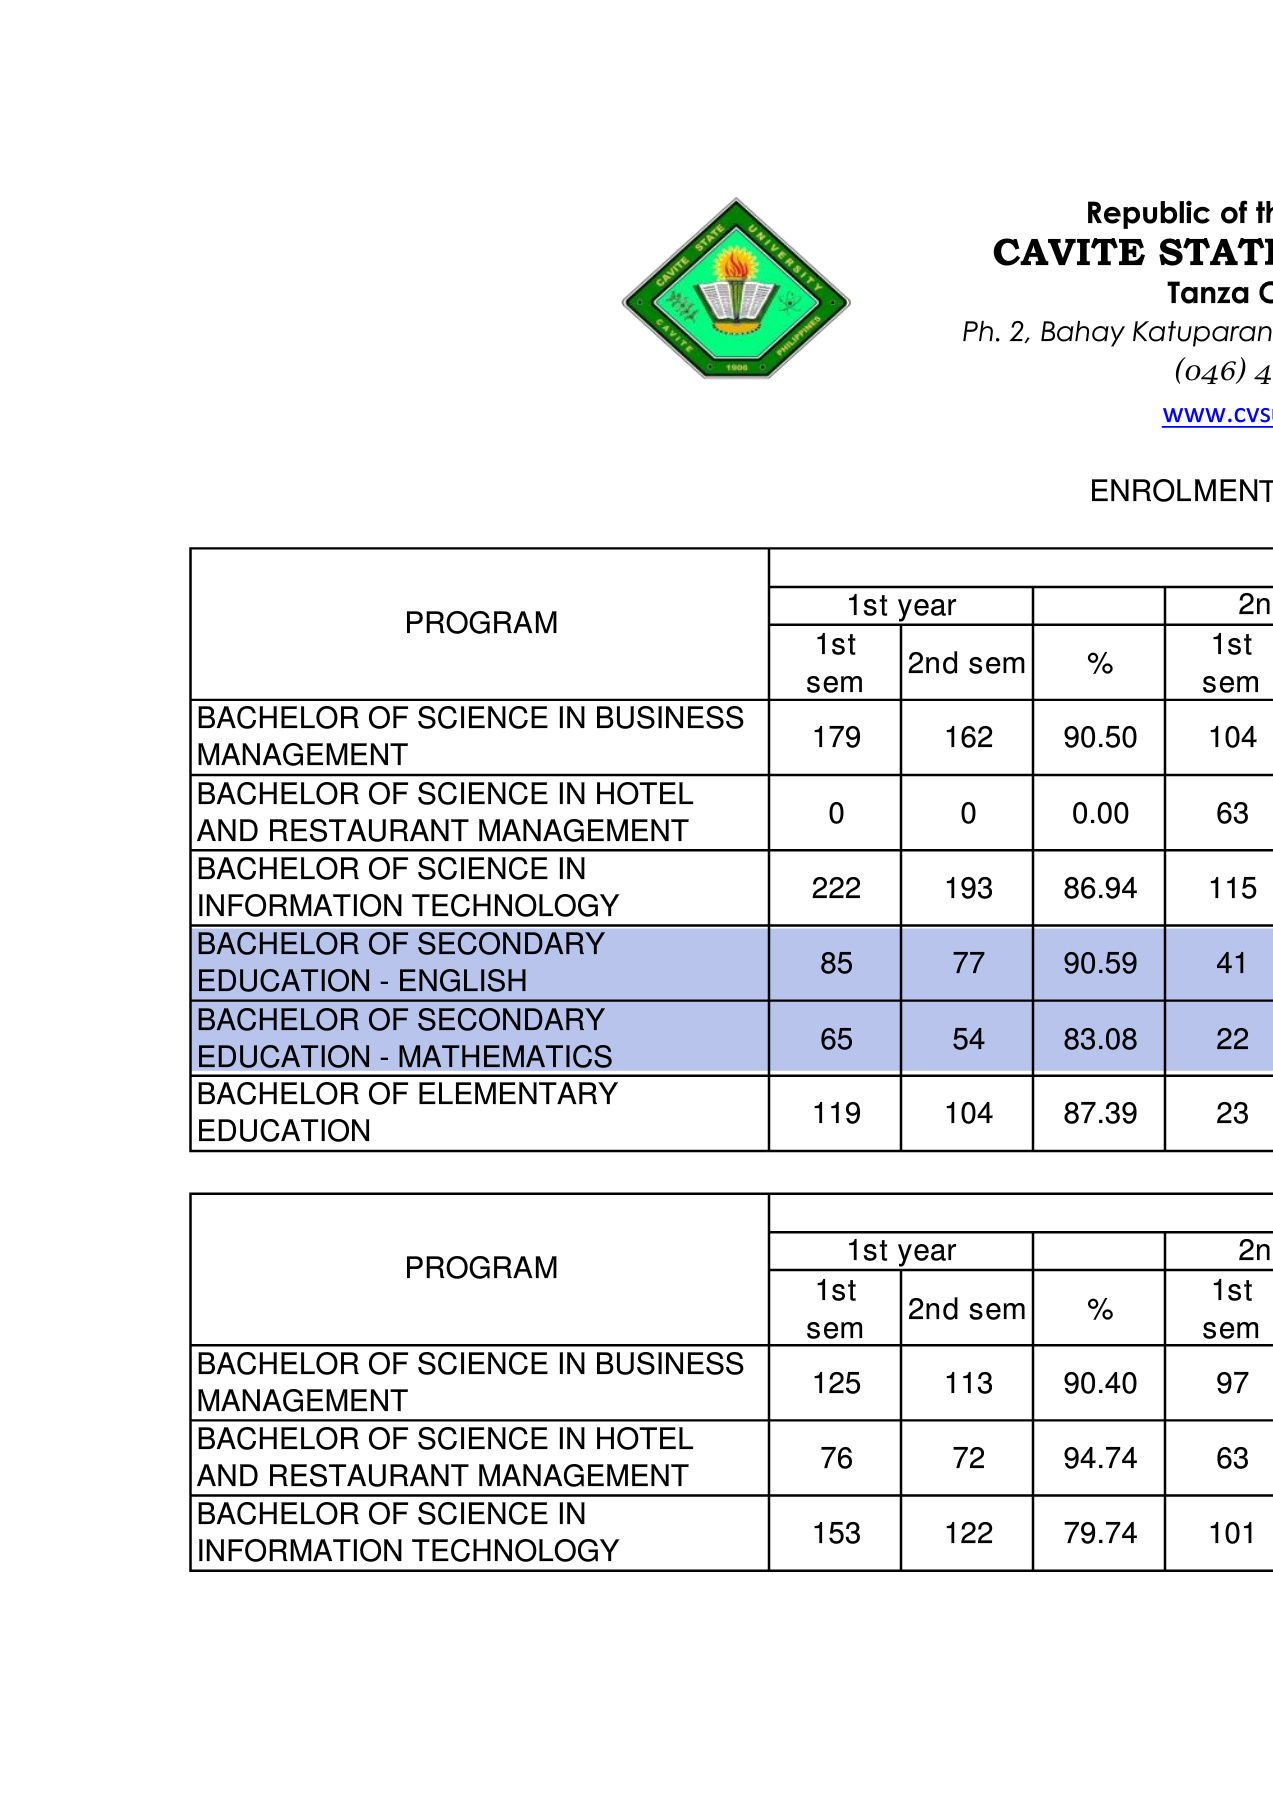 CAVITE STATE UNIVERSITY
CAVITE PHILIPPINES
1906
Republic of th
CAVITE STATE
Tanza C
Ph. 2, Bahay Katuparan
(046) 4
www.cvs
ENROLMENT
PROGRAM
1st year 2n
1st sem 2nd sem % 1st sem
BACHELOR OF SCIENCE IN BUSINESS
MANAGEMENT 179 162 90.50 104
BACHELOR OF SCIENCE IN HOTEL
AND RESTAURANT MANAGEMENT 0 0 0.00 63
BACHELOR OF SCIENCE IN
INFORMATION TECHNOLOGY 222 193 86.94 115
BACHELOR OF SECONDARY
EDUCATION - ENGLISH 85 77 90.59 41
BACHELOR OF SECONDARY
EDUCATION - MATHEMATICS 65 54 83.08 22
BACHELOR OF ELEMENTARY
EDUCATION 119 104 87.39 23
PROGRAM
1st year 2n
1st sem 2nd sem % 1st sem
BACHELOR OF SCIENCE IN BUSINESS
MANAGEMENT 125 113 90.40 97
BACHELOR OF SCIENCE IN HOTEL
AND RESTAURANT MANAGEMENT 76 72 94.74 63
BACHELOR OF SCIENCE IN
INFORMATION TECHNOLOGY 153 122 79.74 101